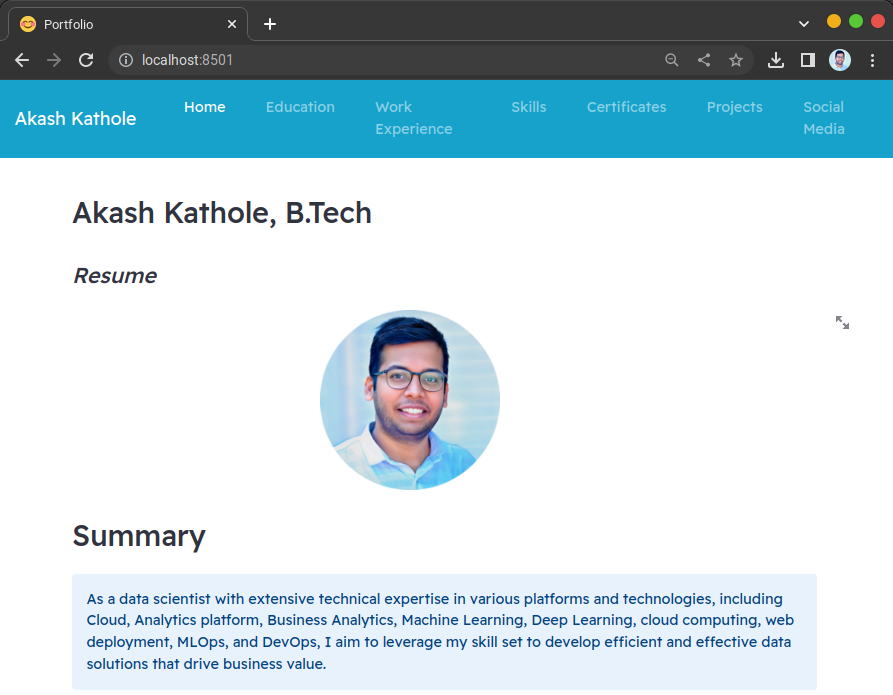 Portfolio
localhost:8501
Akash Kathole
Home
Education
Work
Experience
Skills
Certificates
Projects
Social
Media
Akash Kathole, B.Tech
Resume
Summary
As a data scientist with extensive technical expertise in various platforms and technologies, including
Cloud, Analytics platform, Business Analytics, Machine Learning, Deep Learning, cloud computing, web
deployment, MLOps, and DevOps, I aim to leverage my skill set to develop efficient and effective data
solutions that drive business value.